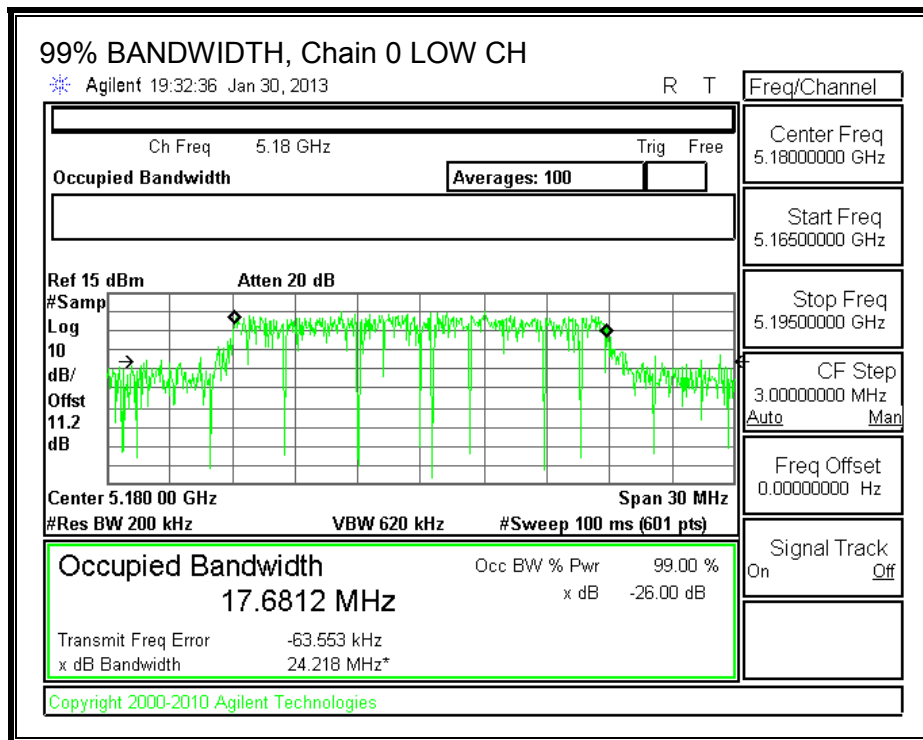 99% BANDWIDTH, Chain 0 LOW CH
Agilent 19:32:36 Jan 30, 2013 R T
Freq/Channel
Ch Freq 5.18 GHz Trig Free
Occupied Bandwidth Averages: 100
Center Freq
5.18000000 GHz
Start Freq
5.16500000 GHz
Stop Freq
5.19500000 GHz
CF Step
3.00000000 MHz
Auto Man
Freq Offset
0.00000000 Hz
Signal Track
On Off
Ref 15 dBm Atten 20 dB
#Samp
Log
10
dB/
Offst
11.2
dB
Center 5.180 00 GHz Span 30 MHz
#Res BW 200 kHz VBW 620 kHz #Sweep 100 ms (601 pts)
Occupied Bandwidth Occ BW % Pwr 99.00 %
17.6812 MHz x dB -26.00 dB
Transmit Freq Error -63.553 kHz
x dB Bandwidth 24.218 MHz*
Copyright 2000-2010 Agilent Technologies